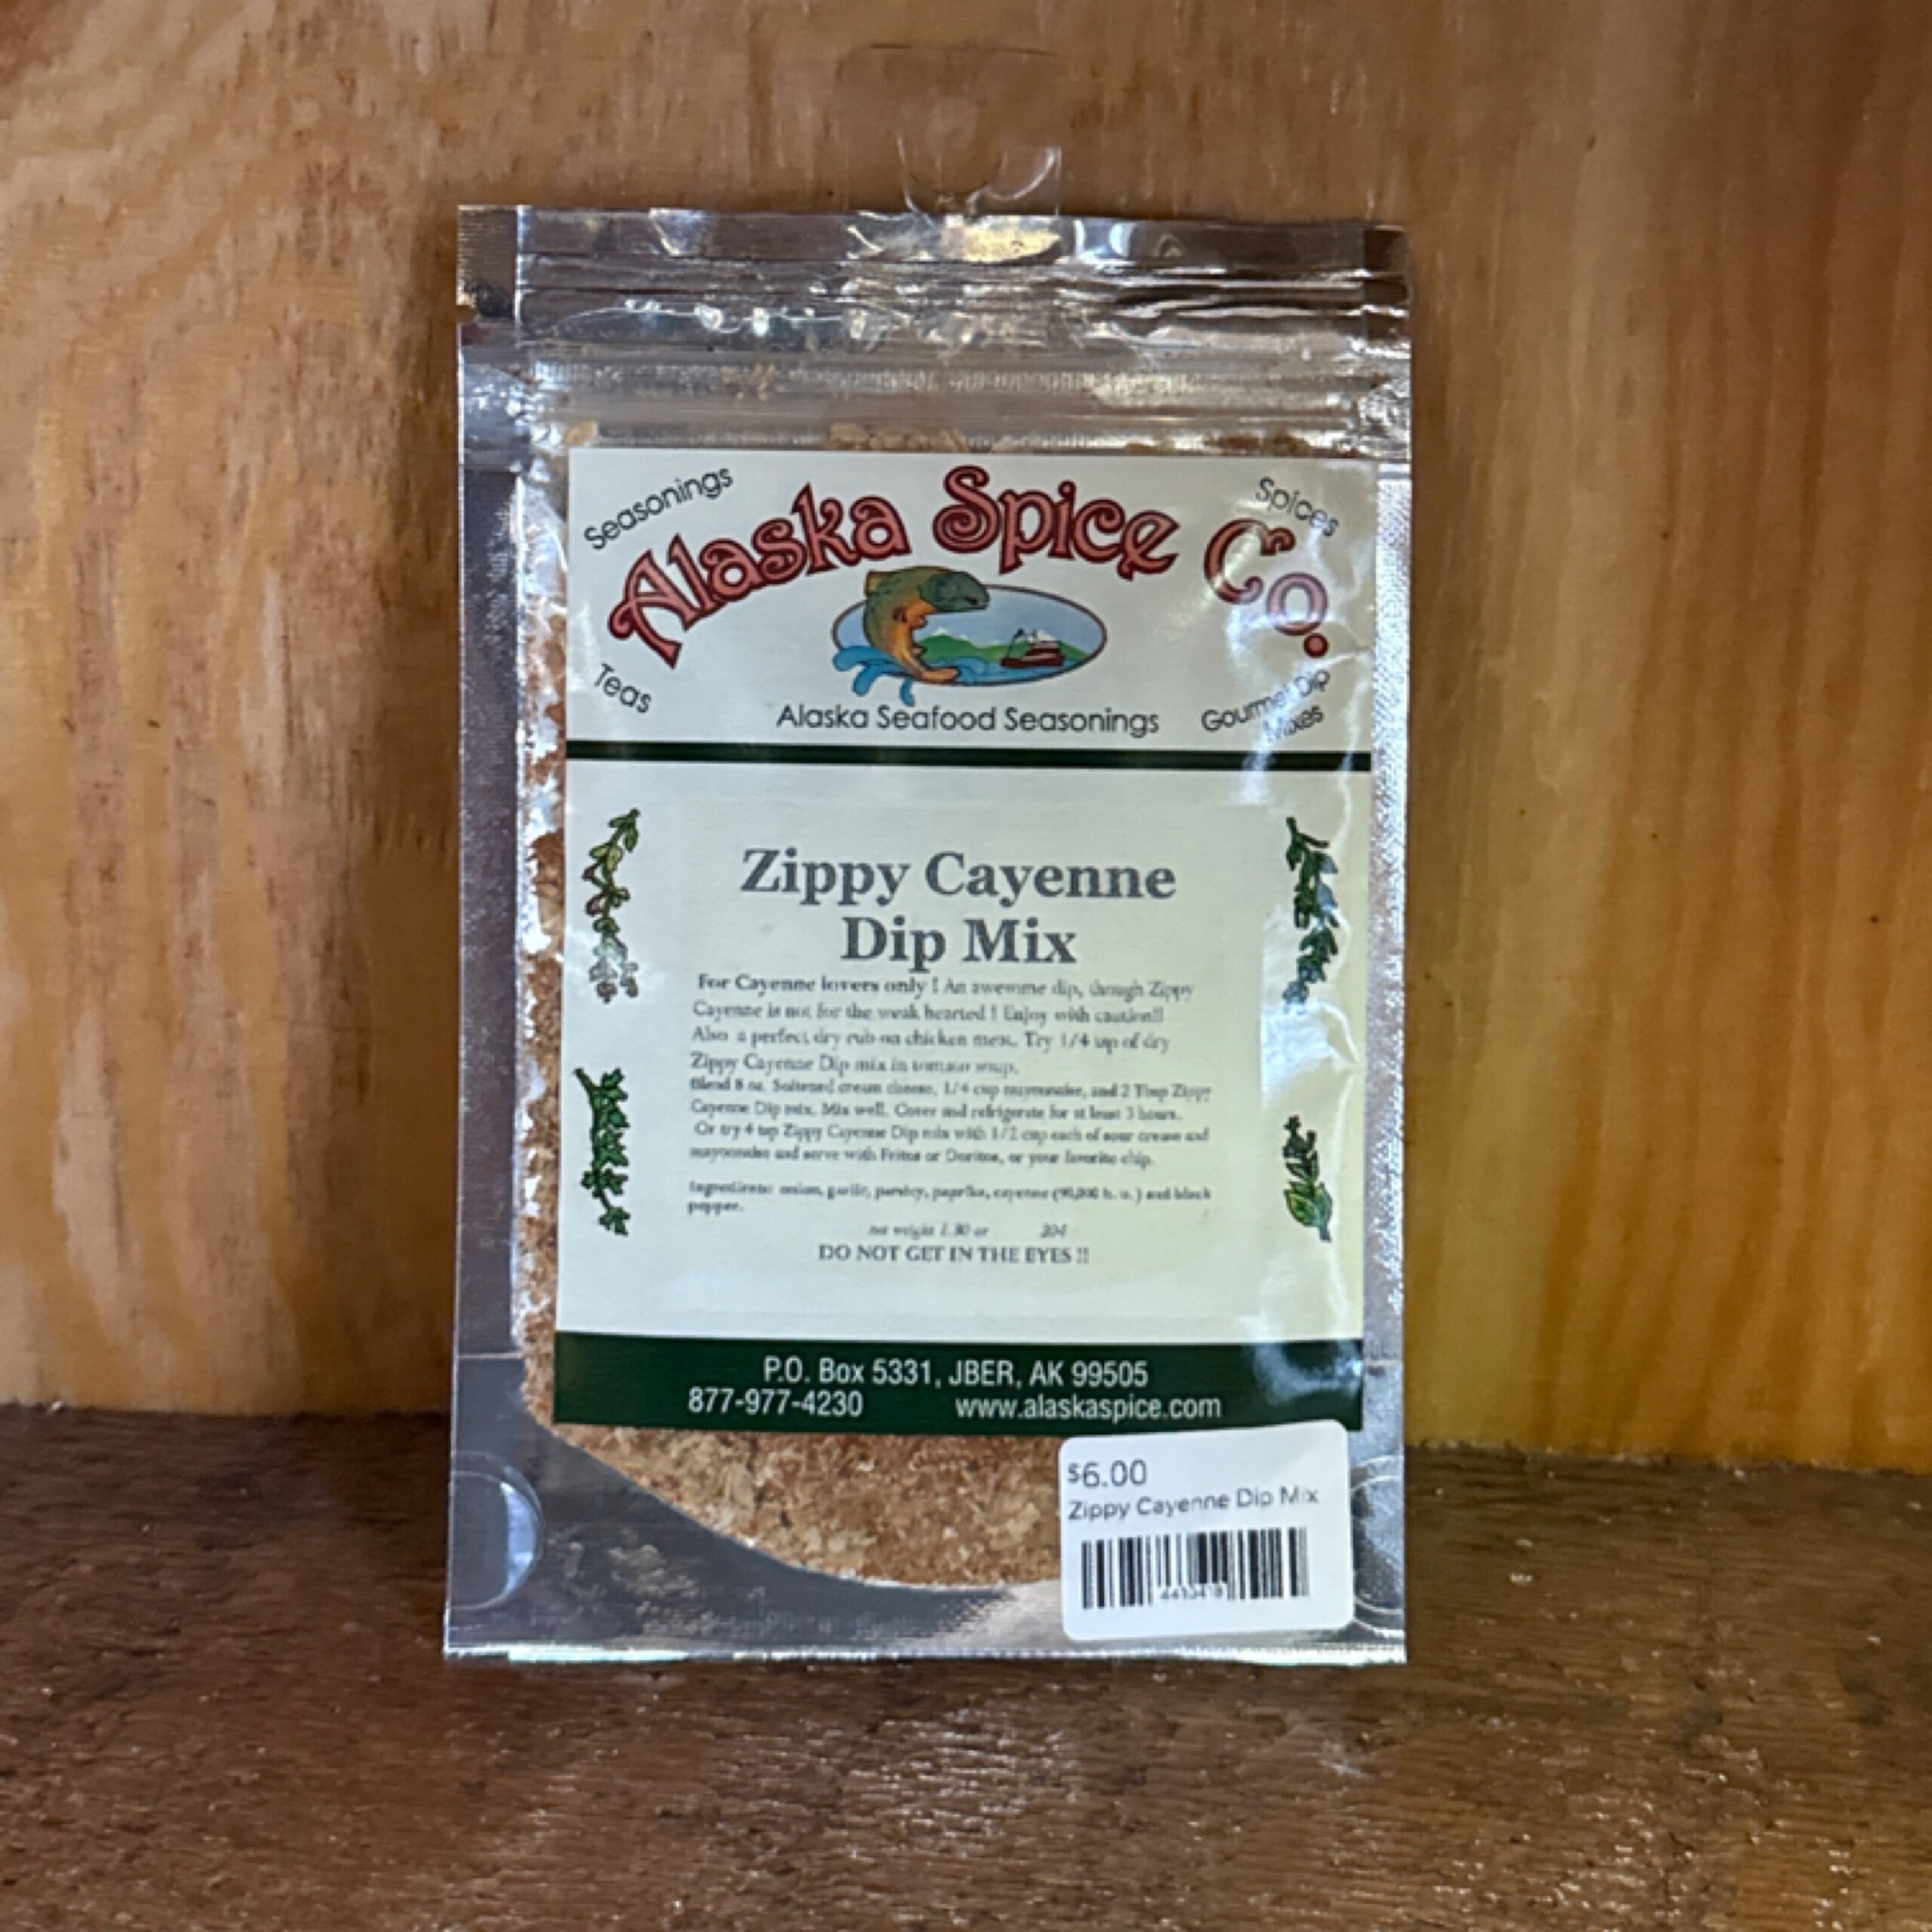 Seasonings
Spices
Alaska Spice Co.
Teas
Alaska Seafood Seasonings
Gourmet Dip
Mixes
Zippy Cayenne
Dip Mix
For Cayenne lovers only ! An awesome dip, though Zippy
Cayenne is not for the weak hearted ! Enjoy with caution!!
Also a perfect dry rub on chicken meat. Try 1/4 tsp of dry
Zippy Cayenne Dip mix in tomato soup.
Blend 8 oz. Softened cream cheese, 1/4 cup mayonnaise, and 2 Tbsp Zippy
Cayenne Dip mix. Mix well. Cover and refrigerate for at least 3 hours.
Or try 4 tsp Zippy Cayenne Dip mix with 1/2 cup each of sour cream and
mayonnaise and serve with Fritos or Doritos, or your favorite chip.
Ingredients: onion, garlic, parsley, paprika, cayenne and black
pepper.
net weight 1.80 oz
DO NOT GET IN THE EYES !!
P.O. Box 5331, JBER, AK 99505
877-977-4230 www.alaskaspice.com
$6.00
Zippy Cayenne Dip Mix